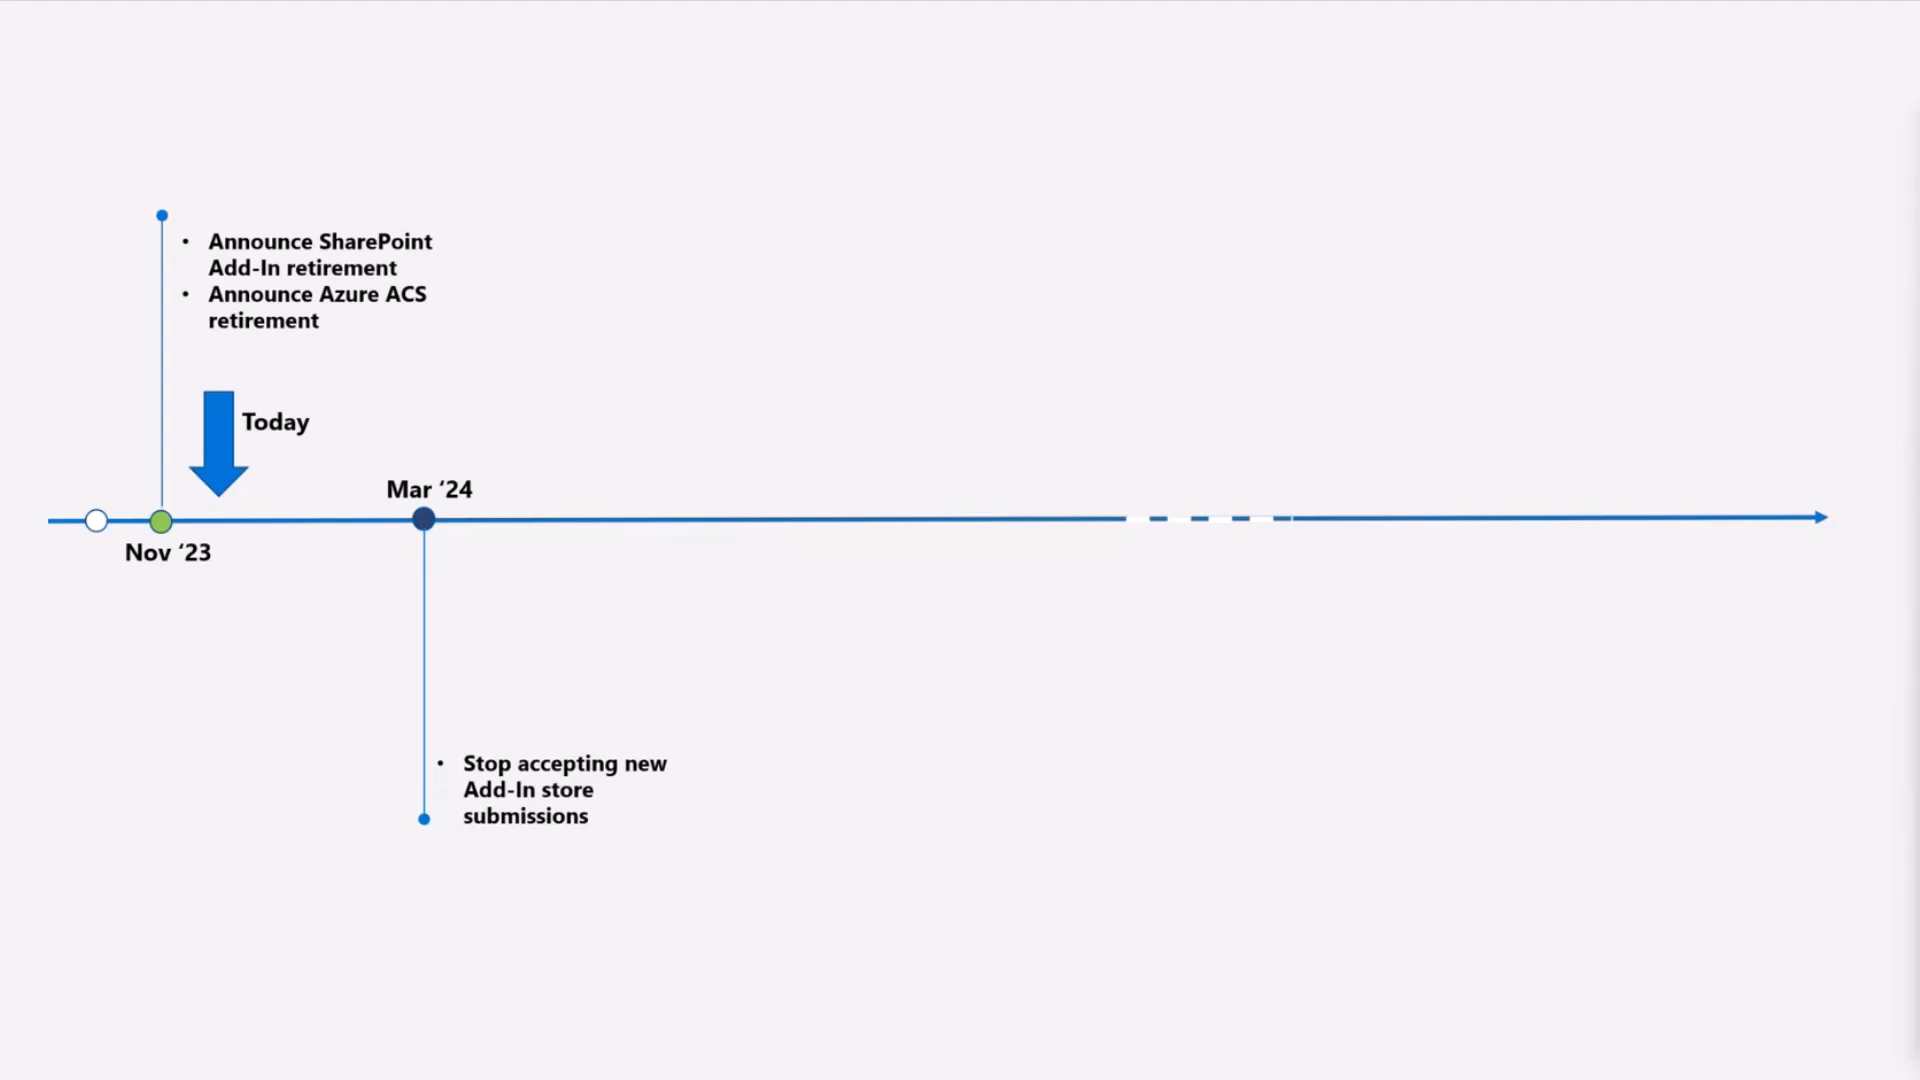 • Announce SharePoint
Add-In retirement
• Announce Azure ACS
retirement
Today
Mar ‘24
Nov ‘23
• Stop accepting new
Add-In store
submissions